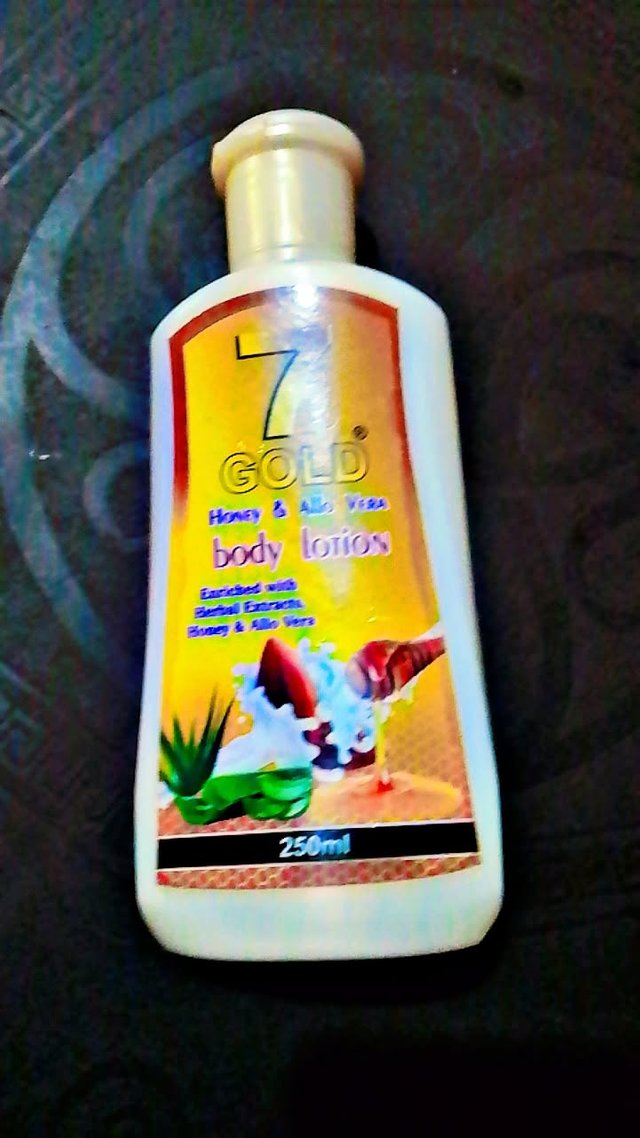 7
GOLD®
Honey & Allo Vera
body lotion
Enriched with
Herbal Extracts,
Honey & Allo Vera
250ml